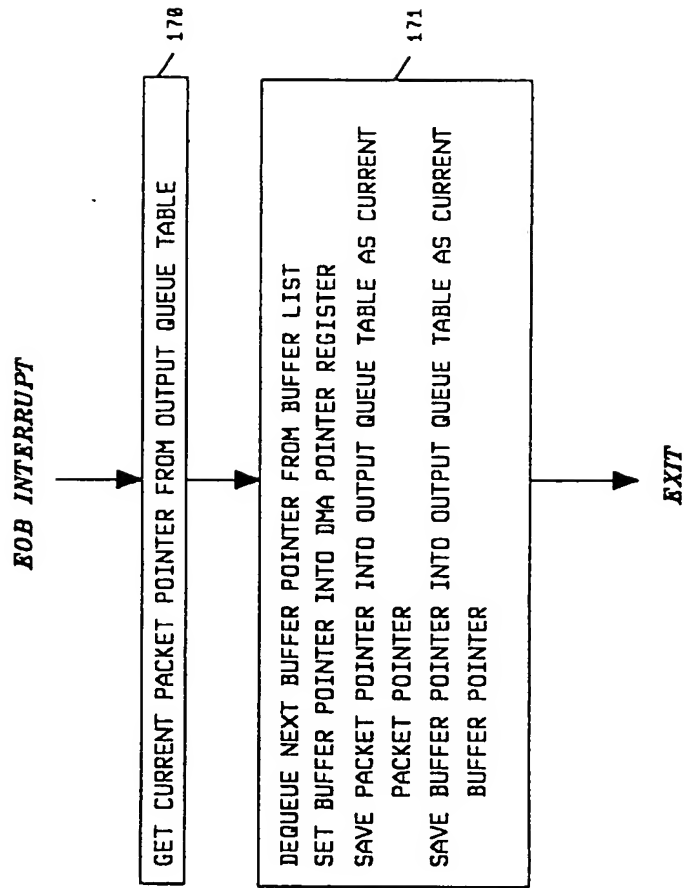 EOB INTERRUPT
170
GET CURRENT PACKET POINTER FROM OUTPUT QUEUE TABLE
171
DEQUEUE NEXT BUFFER POINTER FROM BUFFER LIST
SET BUFFER POINTER INTO DMA POINTER REGISTER
SAVE PACKET POINTER INTO OUTPUT QUEUE TABLE AS CURRENT
PACKET POINTER
SAVE BUFFER POINTER INTO OUTPUT QUEUE TABLE AS CURRENT
BUFFER POINTER
EXIT